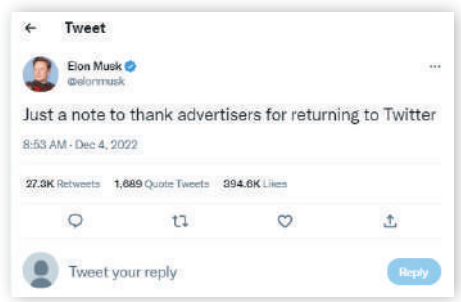 Tweet
Elon Musk
@elonmusk
Just a note to thank advertisers for returning to Twitter
8:53 AM · Dec 4, 2022
27.3K Retweets 1,689 Quote Tweets 394.6K Likes
Tweet your reply
Reply